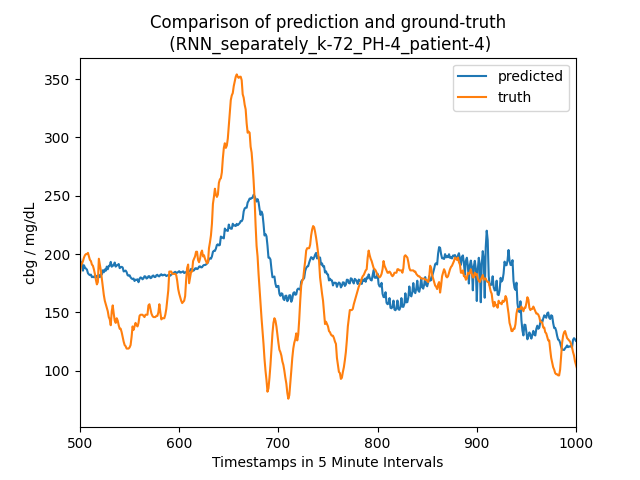 Comparison of prediction and ground-truth
(RNN_separately_k-72_PH-4_patient-4)
predicted
truth
350
300
250
200
150
100
cbg / mg/dL
500 600 700 800 900 1000
Timestamps in 5 Minute Intervals